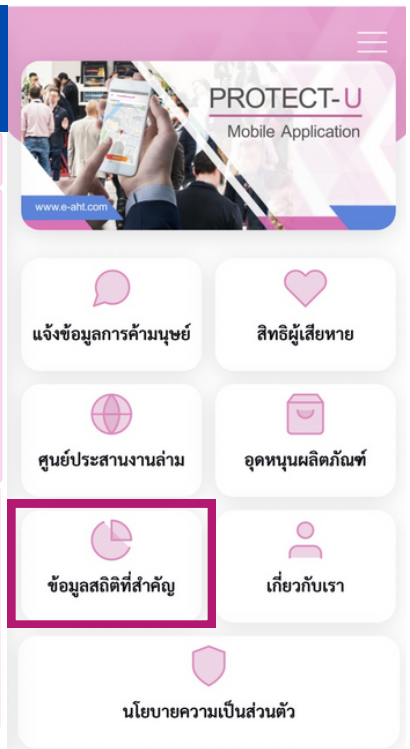 PROTECT-U
Mobile Application
www.e-aht.com
แจ้งข้อมูลการค้ามนุษย์
สิทธิผู้เสียหาย
ศูนย์ประสานงานล่าม
อุดหนุนผลิตภัณฑ์
ข้อมูลสถิติที่สำคัญ
เกี่ยวกับเรา
นโยบายความเป็นส่วนตัว